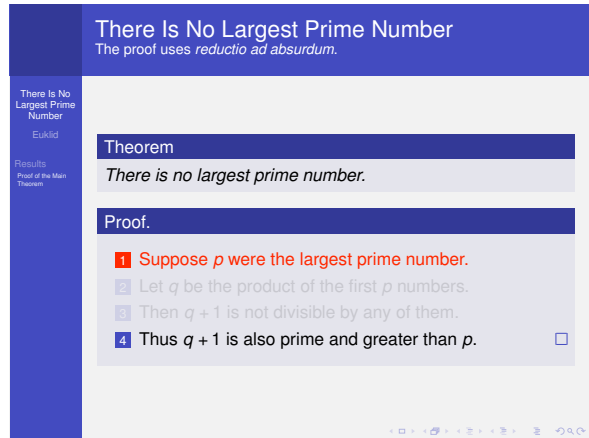 There Is No Largest Prime Number
The proof uses reductio ad absurdum.
There Is No
Largest Prime
Number
Euklid
Results
Proof of the Main
Theorem
Theorem
There is no largest prime number.
Proof.
1 Suppose p were the largest prime number.
2 Let q be the product of the first p numbers.
3 Then q + 1 is not divisible by any of them.
4 Thus q + 1 is also prime and greater than p. □